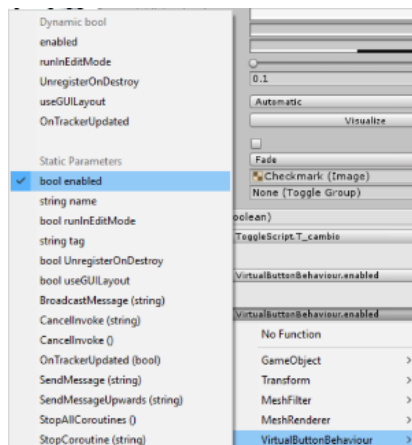 Dynamic bool
enabled
runInEditMode
UnregisterOnDestroy
useGUILayout
OnTrackerUpdated
Static Parameters
bool enabled
string name
bool runInEditMode
string tag
bool UnregisterOnDestroy
bool useGUILayout
BroadcastMessage (string)
CancelInvoke (string)
CancelInvoke ()
OnTrackerUpdated (bool)
SendMessage (string)
SendMessageUpwards (string)
StopAllCoroutines ()
StopCoroutine (string)
0.1
Automatic
Visualize
Fade
Checkmark (Image)
None (Toggle Group)
oolean)
ToggleScript.T_cambio
VirtualButtonBehaviour.enabled
VirtualButtonBehaviour.enabled
No Function
GameObject
Transform
MeshFilter
MeshRenderer
VirtualButtonBehaviour